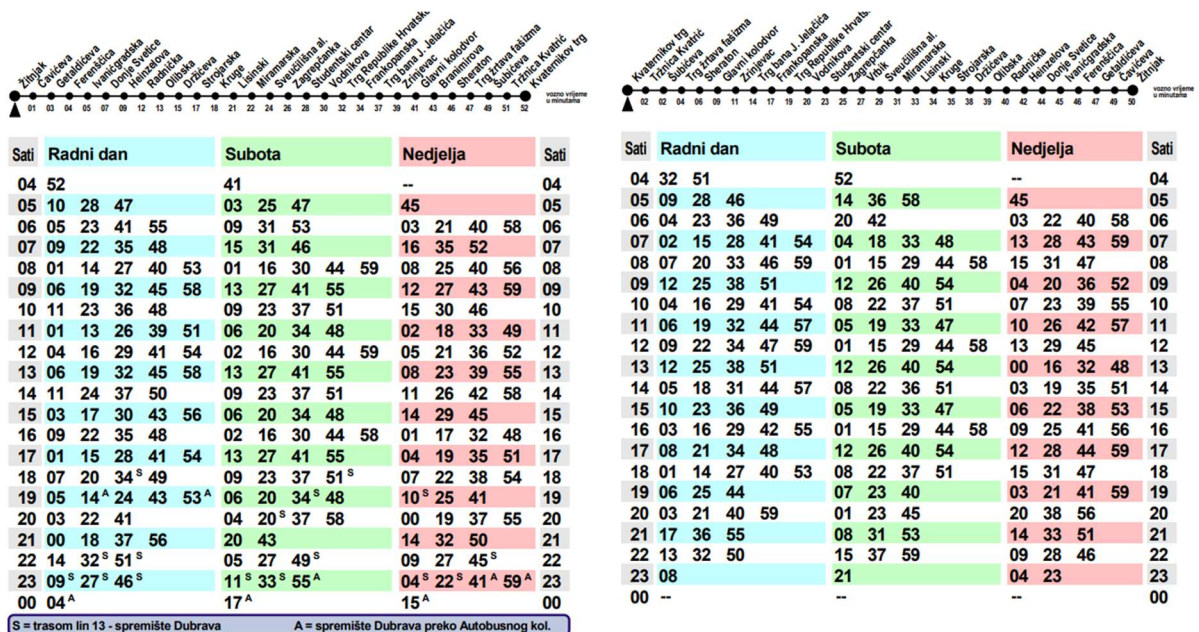 Žitnjak
Čavićeva
Getaldićeva
Ferenščica
Ivanićgradska
Donje Svetice
Heinzelova
Radnička
Olibska
Držićeva
Strojarska
Kruge
Lisinski
Miramarska
Sveučilišna al.
Zagrepčanka
Studentski centar
Vodnikova
Trg Republike Hrvatske
Frankopanska
Trg bana J. Jelačića
Zrinjevac
Glavni kolodvor
Branimirova
Sheraton
Trg žrtava fašizma
Šubićeva
Tržnica Kvatrić
Kvaternikov trg
01 03 04 05 07 09 12 13 15 17 18 21 22 24 26 28 30 32 34 36 39 41 43 46 47 49 51 52
vozno vrijeme
u minutama
Sati Radni dan Subota Nedjelja Sati
04 52 41 -- 04
05 10 28 47 03 25 47 45 05
06 05 23 41 55 09 31 53 03 21 40 58 06
07 09 22 35 48 15 31 46 16 35 52 07
08 01 14 27 40 53 01 16 30 44 59 08 25 40 56 08
09 06 19 32 45 58 13 27 41 55 12 27 43 59 09
10 11 23 36 48 09 23 37 51 15 30 46 10
11 01 13 26 39 51 06 20 34 48 02 18 33 49 11
12 04 16 29 41 54 02 16 30 44 59 05 21 36 52 12
13 06 19 32 45 58 13 27 41 55 08 23 39 55 13
14 11 24 37 50 09 23 37 51 11 26 42 58 14
15 03 17 30 43 56 06 20 34 48 14 29 45 15
16 09 22 35 48 02 16 30 44 58 01 17 32 48 16
17 01 15 28 41 54 13 27 41 55 04 19 35 51 17
18 07 20 34 S 49 09 23 37 51 S 07 22 38 54 18
19 05 14 A 24 43 53 A 06 20 34 S 48 10 S 25 41 19
20 03 22 41 04 20 S 37 58 00 19 37 55 20
21 00 18 37 56 20 43 14 32 50 21
22 14 32 S 51 S 05 27 49 S 09 27 45 S 22
23 09 S 27 S 46 S 11 S 33 S 55 A 04 S 22 S 41 A 59 A 23
00 04 A 17 A 15 A 00
S = trasom lin 13 - spremište Dubrava A = spremište Dubrava preko Autobusnog kol.
Kvaternikov trg
Tržnica Kvatrić
Šubićeva
Trg žrtava fašizma
Sheraton
Glavni kolodvor
Zrinjevac
Trg bana J. Jelačića
Frankopanska
Trg Republike Hrvatske
Vodnikova
Studentski centar
Zagrepčanka
Vrbik
Sveučilišna al.
Miramarska
Lisinski
Kruge
Strojarska
Držićeva
Olibska
Radnička
Heinzelova
Donje Svetice
Ivanićgradska
Ferenščica
Getaldićeva
Čavićeva
Žitnjak
02 02 04 06 09 11 14 17 19 20 23 25 27 29 31 33 34 35 38 39 40 42 44 45 46 47 49 50
vozno vrijeme
u minutama
Sati Radni dan Subota Nedjelja Sati
04 32 51 52 -- 04
05 09 28 46 14 36 58 45 05
06 04 23 36 49 20 42 03 22 40 58 06
07 02 15 28 41 54 04 18 33 48 13 28 43 59 07
08 07 20 33 46 59 01 15 29 44 58 15 31 47 08
09 12 25 38 51 12 26 40 54 04 20 36 52 09
10 04 16 29 41 54 08 22 37 51 07 23 39 55 10
11 06 19 32 44 57 05 19 33 47 10 26 42 57 11
12 09 22 34 47 59 01 15 29 44 58 13 29 45 12
13 12 25 38 51 12 26 40 54 00 16 32 48 13
14 05 18 31 44 57 08 22 36 51 03 19 35 51 14
15 10 23 36 49 05 19 33 47 06 22 38 53 15
16 03 16 29 42 55 01 15 29 44 58 09 25 41 56 16
17 08 21 34 48 12 26 40 54 12 28 44 59 17
18 01 14 27 40 53 08 22 37 51 15 31 47 18
19 06 25 44 07 23 40 03 21 41 59 19
20 03 21 40 59 01 23 45 20 38 56 20
21 17 36 55 08 31 53 14 33 51 21
22 13 32 50 15 37 59 09 28 46 22
23 08 21 04 23 23
00 -- -- -- 00